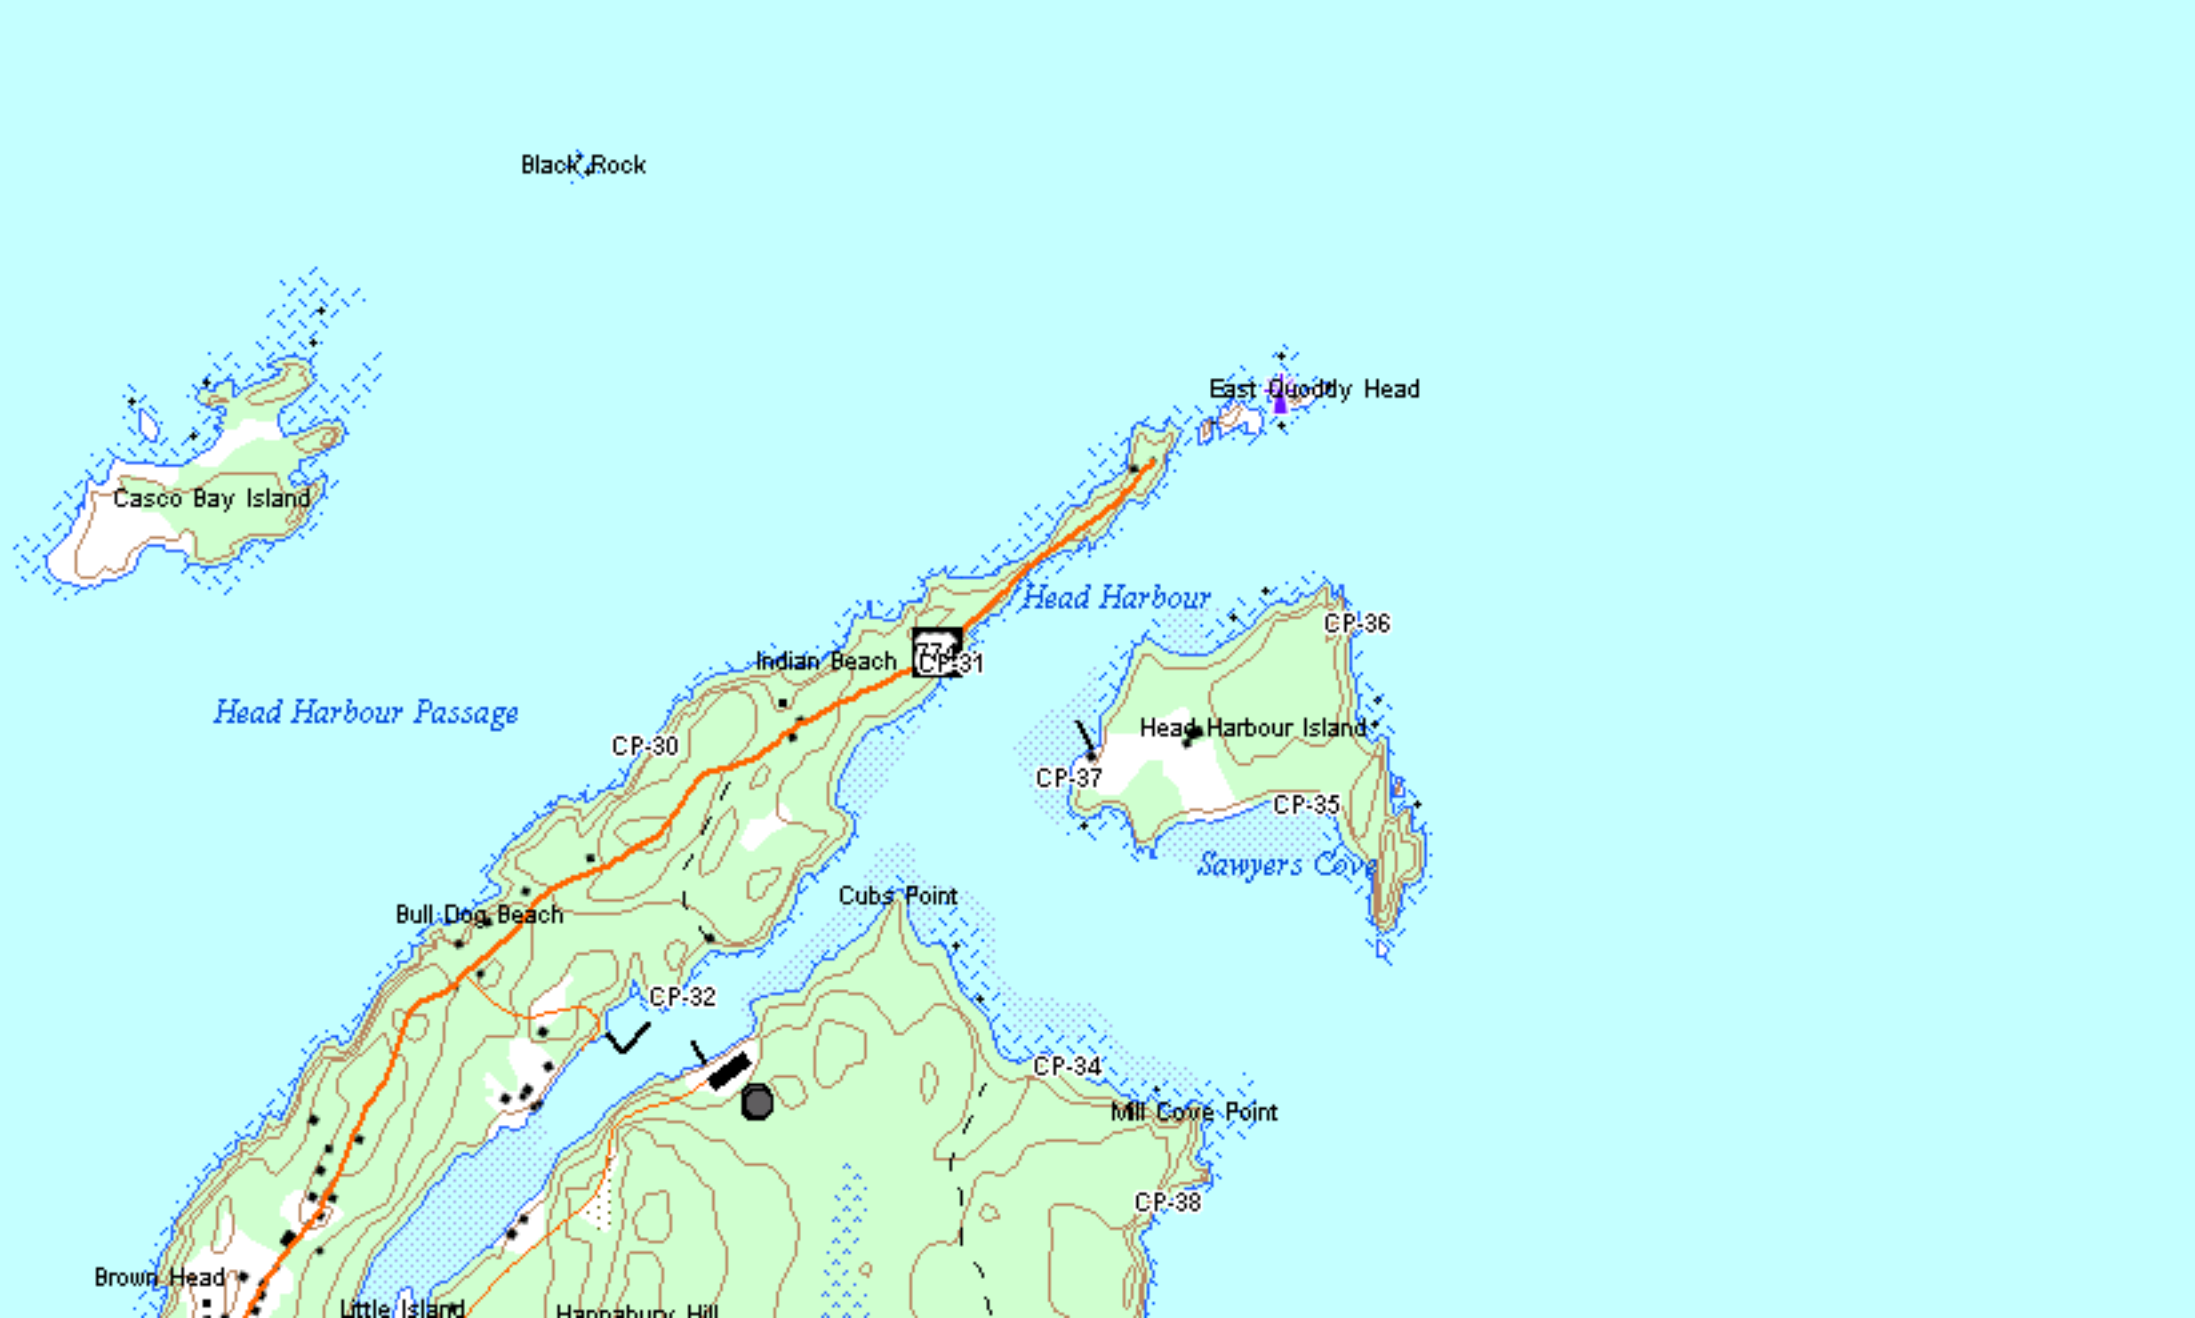 Black Rock
East Quoddy Head
Casco Bay Island
Head Harbour
CP-36
774
CP-31
Indian Beach
Head Harbour Passage
Head Harbour Island
CP-30
CP-37
CP-35
Sawyers Cove
Cubs Point
Bull Dog Beach
CP-32
CP-34
Mill Cove Point
CP-38
Brown Head
Little Island
Hannabury Hill